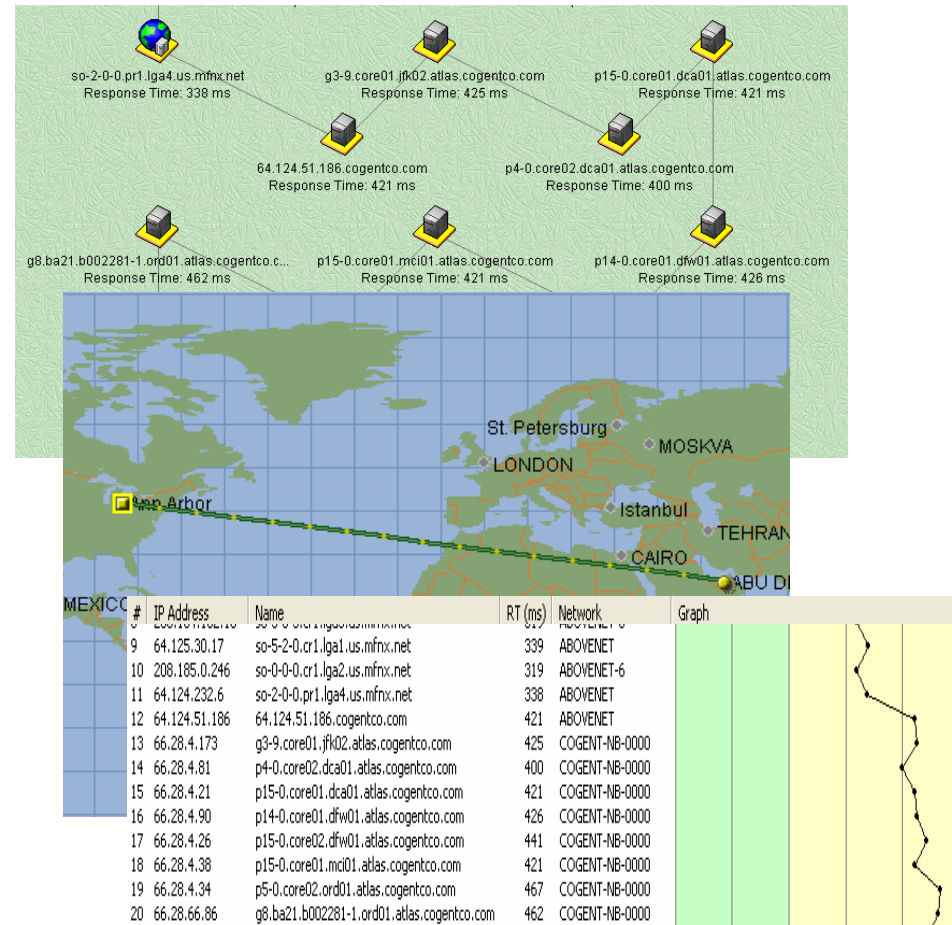 so-2-0-0.pr1.lga4.us.mfnx.net
Response Time: 338 ms
g3-9.core01.jfk02.atlas.cogentco.com
Response Time: 425 ms
p15-0.core01.dca01.atlas.cogentco.com
Response Time: 421 ms
64.124.51.186.cogentco.com
Response Time: 421 ms
p4-0.core02.dca01.atlas.cogentco.com
Response Time: 400 ms
g8.ba21.b002281-1.ord01.atlas.cogentco.c...
Response Time: 462 ms
p15-0.core01.mci01.atlas.cogentco.com
Response Time: 421 ms
p14-0.core01.dfw01.atlas.cogentco.com
Response Time: 426 ms
St. Petersburg
MOSKVA
LONDON
Ann Arbor
Istanbul
TEHRAN
CAIRO
ABU D
MEXICO
# IP Address Name RT (ms) Network Graph
9 64.125.30.17 so-5-2-0.cr1.lga1.us.mfnx.net 339 ABOVENET
10 208.185.0.246 so-0-0-0.cr1.lga2.us.mfnx.net 319 ABOVENET-6
11 64.124.232.6 so-2-0-0.pr1.lga4.us.mfnx.net 338 ABOVENET
12 64.124.51.186 64.124.51.186.cogentco.com 421 ABOVENET
13 66.28.4.173 g3-9.core01.jfk02.atlas.cogentco.com 425 COGENT-NB-0000
14 66.28.4.81 p4-0.core02.dca01.atlas.cogentco.com 400 COGENT-NB-0000
15 66.28.4.21 p15-0.core01.dca01.atlas.cogentco.com 421 COGENT-NB-0000
16 66.28.4.90 p14-0.core01.dfw01.atlas.cogentco.com 426 COGENT-NB-0000
17 66.28.4.26 p15-0.core02.dfw01.atlas.cogentco.com 441 COGENT-NB-0000
18 66.28.4.38 p15-0.core01.mci01.atlas.cogentco.com 421 COGENT-NB-0000
19 66.28.4.34 p5-0.core02.ord01.atlas.cogentco.com 467 COGENT-NB-0000
20 66.28.66.86 g8.ba21.b002281-1.ord01.atlas.cogentco.com 462 COGENT-NB-0000